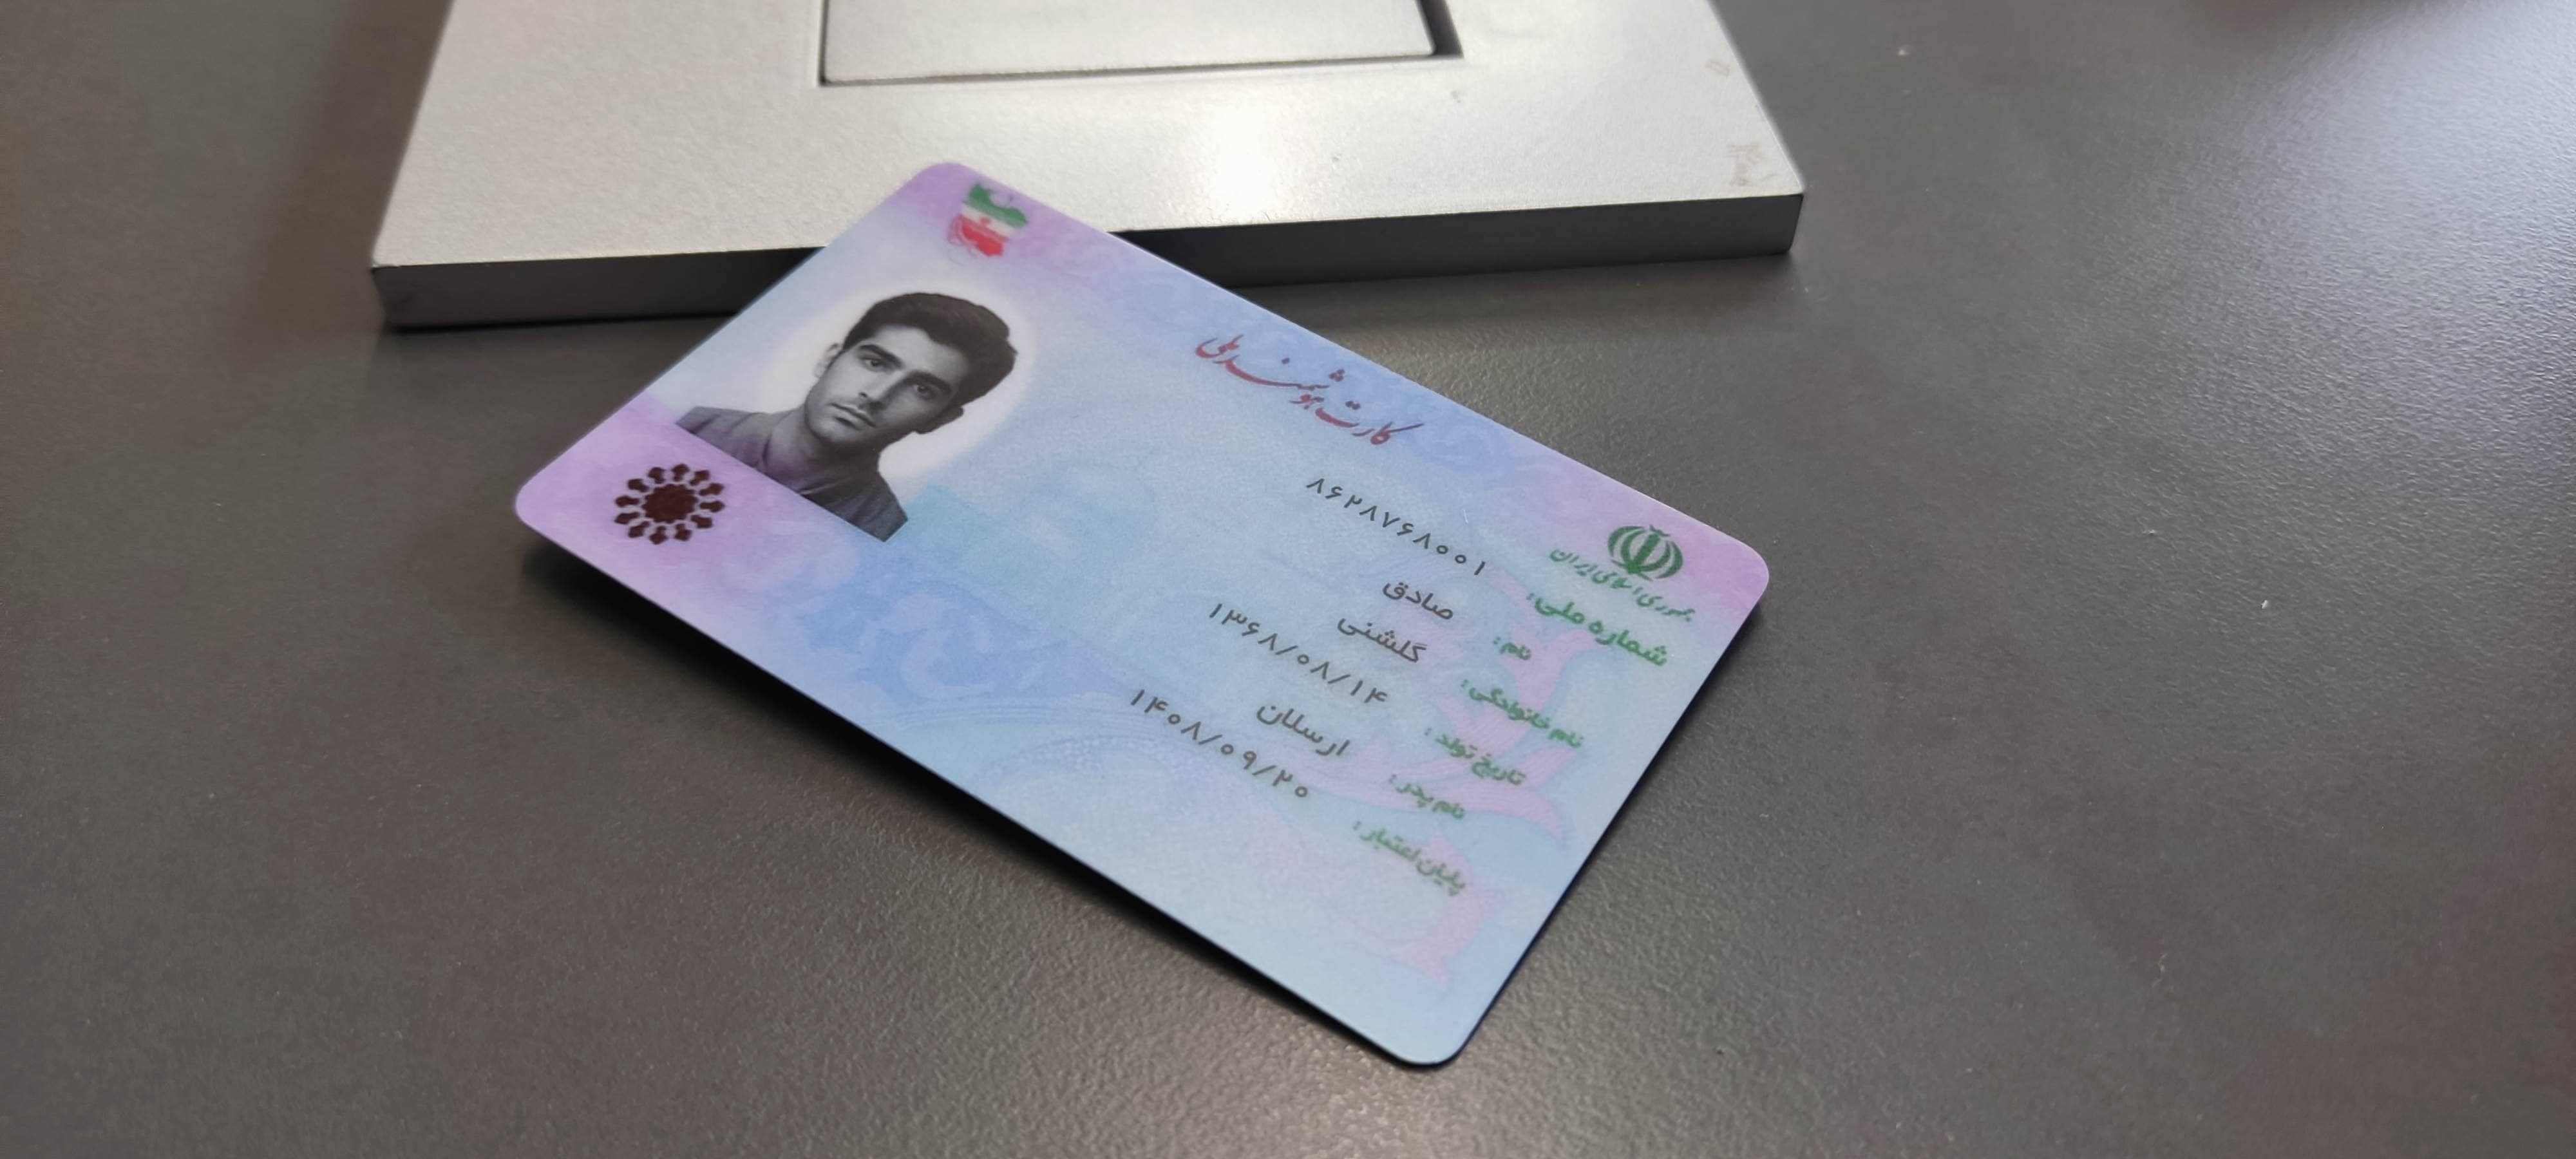 کارت هوشمند ملی
جمهوری اسلامی ایران
شماره ملی: ۸۶۲۸۷۶۸۰۰۱
نام: صادق
نام خانوادگی: گلشنی
تاریخ تولد: ۱۳۶۸/۰۸/۱۴
نام پدر: ارسلان
پایان اعتبار: ۱۴۰۸/۰۹/۲۰